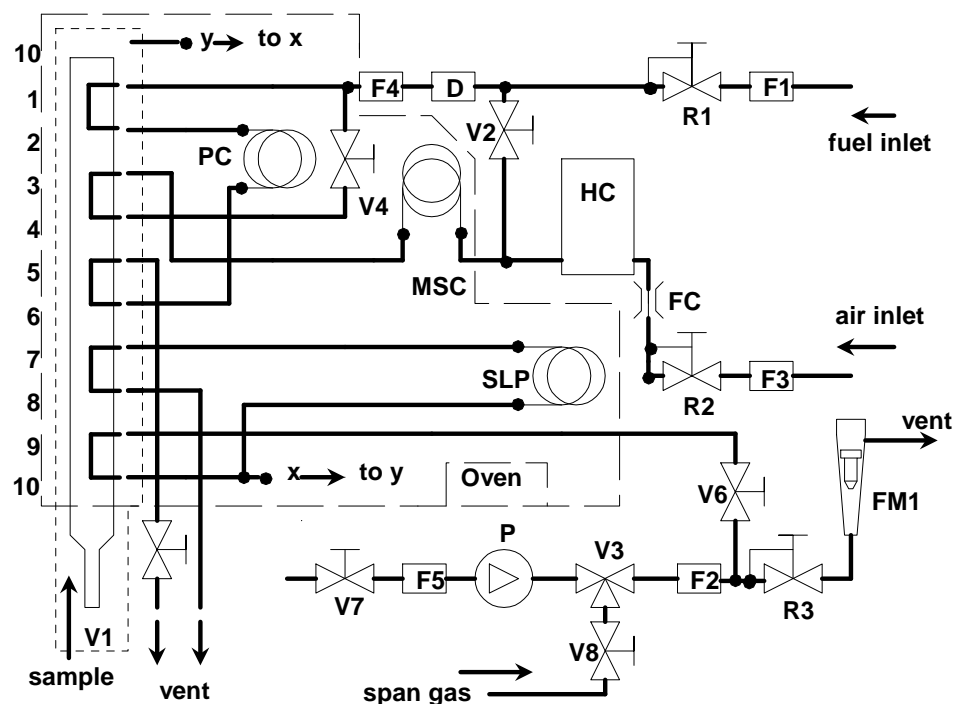 10
y
to x
1
F4
D
F1
R1
V2
fuel inlet
2
PC
HC
3
V4
4
MSC
5
FC
6
air inlet
7
SLP
F3
R2
8
vent
9
10
x
to y
Oven
V6
FM1
P
V3
F5
F2
V7
R3
V1
V8
sample
vent
span gas